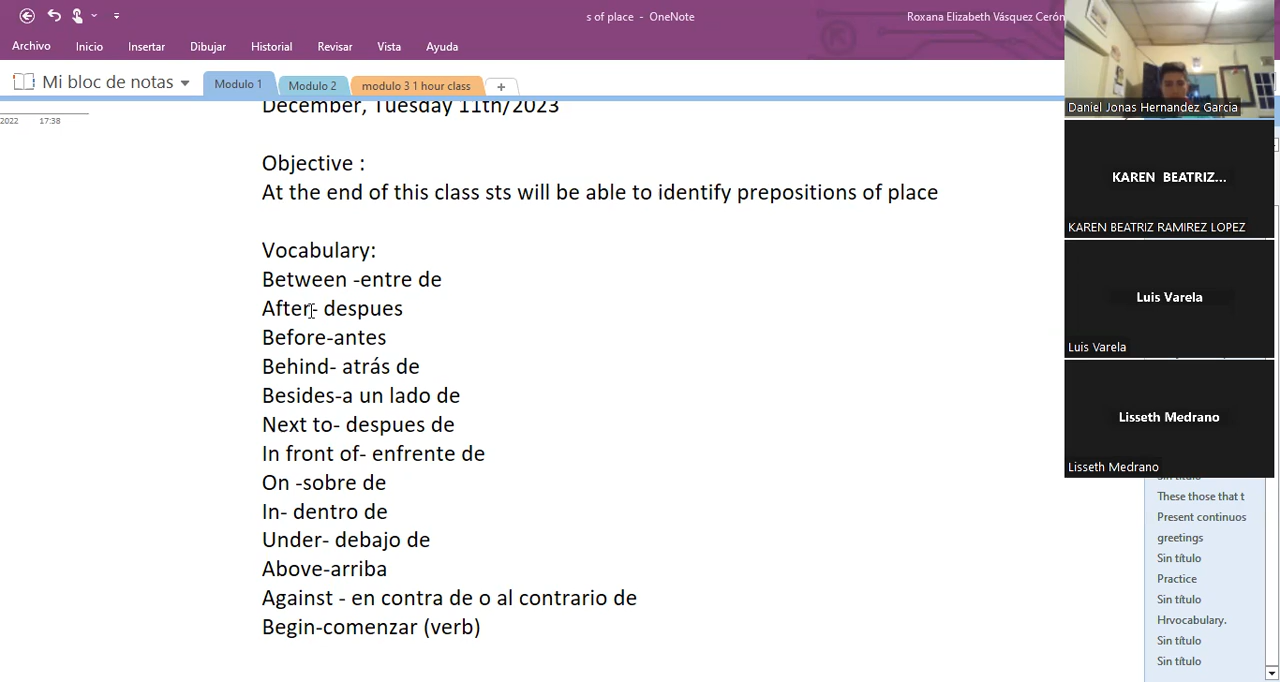 s of place - OneNote
Roxana Elizabeth Vásquez Cerón
Archivo Inicio Insertar Dibujar Historial Revisar Vista Ayuda
Mi bloc de notas Modulo 1 Modulo 2 modulo 3 1 hour class +
December, Tuesday 11th/2023
2022 17:38
Objective :
At the end of this class sts will be able to identify prepositions of place
Vocabulary:
Between -entre de
After- despues
Before-antes
Behind- atrás de
Besides-a un lado de
Next to- despues de
In front of- enfrente de
On -sobre de
In- dentro de
Under- debajo de
Above-arriba
Against - en contra de o al contrario de
Begin-comenzar (verb)
Daniel Jonas Hernandez Garcia
KAREN BEATRIZ...
KAREN BEATRIZ RAMIREZ LOPEZ
Luis Varela
Luis Varela
Lisseth Medrano
Lisseth Medrano
Sin título
These those that t
Present continuos
greetings
Sin título
Practice
Sin título
Hrvocabulary.
Sin título
Sin título